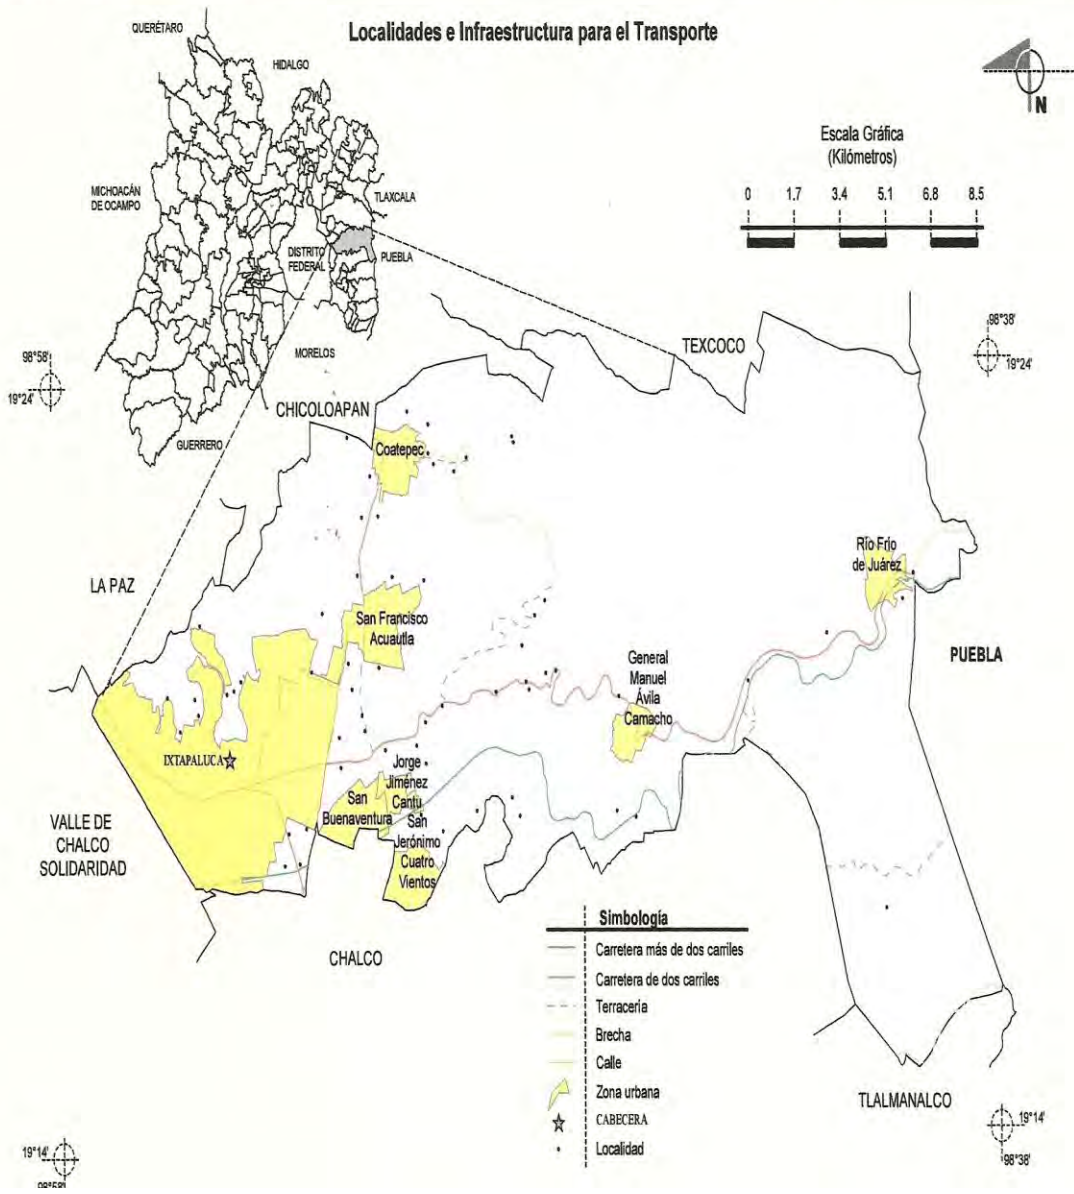 Localidades e Infraestructura para el Transporte
QUERÉTARO
HIDALGO
MICHOACÁN
DE OCAMPO
TLAXCALA
DISTRITO
FEDERAL
PUEBLA
MORELOS
GUERRERO
N
Escala Gráfica
(Kilómetros)
0 1.7 3.4 5.1 6.8 8.5
98°58'
19°24'
98°38'
19°24'
TEXCOCO
CHICOLOAPAN
Coatepec
LA PAZ
Río Frio
de Juárez
San Francisco
Acuautla
PUEBLA
General
Manuel
Ávila
Camacho
IXTAPALUCA
Jorge
Jiménez
Cantu
San
Buenaventura
San
Jerónimo
Cuatro
Vientos
VALLE DE
CHALCO
SOLIDARIDAD
CHALCO
Simbología
Carretera más de dos carriles
Carretera de dos carriles
Terracería
Brecha
Calle
Zona urbana
CABECERA
Localidad
TLALMANALCO
19°14'
98°58'
19°14'
98°38'